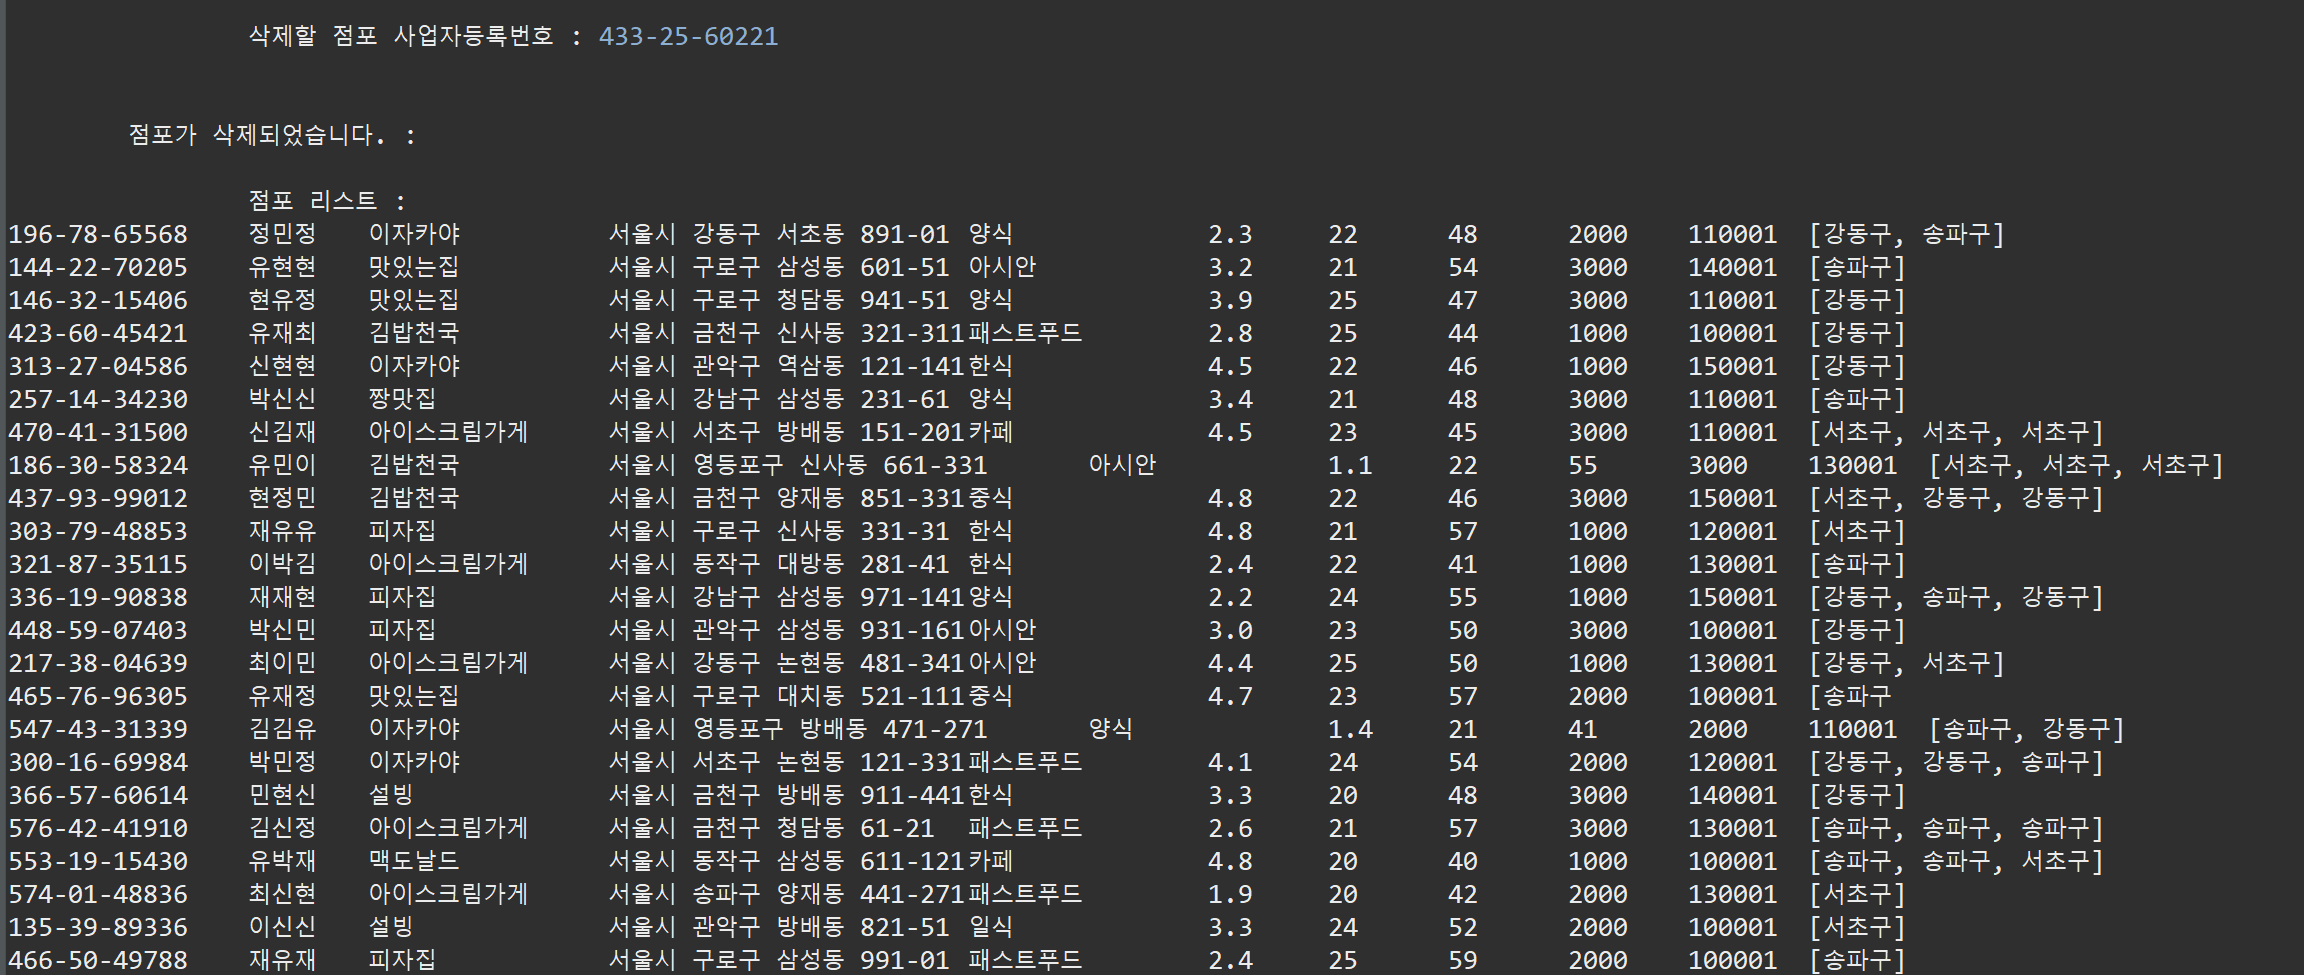 삭제할 점포 사업자등록번호 : 433-25-60221
점포가 삭제되었습니다. :
점포 리스트 :
196-78-65568 정민정 이자카야 서울시 강동구 서초동 891-01 양식 2.3 22 48 2000 110001 [강동구, 송파구]
144-22-70205 유현현 맛있는집 서울시 구로구 삼성동 601-51 아시안 3.2 21 54 3000 140001 [송파구]
146-32-15406 현유정 맛있는집 서울시 구로구 청담동 941-51 양식 3.9 25 47 3000 110001 [강동구]
423-60-45421 유재최 김밥천국 서울시 금천구 신사동 321-311패스트푸드 2.8 25 44 1000 100001 [강동구]
313-27-04586 신현현 이자카야 서울시 관악구 역삼동 121-141한식 4.5 22 46 1000 150001 [강동구]
257-14-34230 박신신 짱맛집 서울시 강남구 삼성동 231-61 양식 3.4 21 48 3000 110001 [송파구]
470-41-31500 신김재 아이스크림가게 서울시 서초구 방배동 151-201카페 4.5 23 45 3000 110001 [서초구, 서초구, 서초구]
186-30-58324 유민이 김밥천국 서울시 영등포구 신사동 661-331 아시안 1.1 22 55 3000 130001 [서초구, 서초구, 서초구]
437-93-99012 현정민 김밥천국 서울시 금천구 양재동 851-331중식 4.8 22 46 3000 150001 [서초구, 강동구, 강동구]
303-79-48853 재유유 피자집 서울시 구로구 신사동 331-31 한식 4.8 21 57 1000 120001 [서초구]
321-87-35115 이박김 아이스크림가게 서울시 동작구 대방동 281-41 한식 2.4 22 41 1000 130001 [송파구]
336-19-90838 재재현 피자집 서울시 강남구 삼성동 971-141양식 2.2 24 55 1000 150001 [강동구, 송파구, 강동구]
448-59-07403 박신민 피자집 서울시 관악구 삼성동 931-161아시안 3.0 23 50 3000 100001 [강동구]
217-38-04639 최이민 아이스크림가게 서울시 강동구 논현동 481-341아시안 4.4 25 50 1000 130001 [강동구, 서초구]
465-76-96305 유재정 맛있는집 서울시 구로구 대치동 521-111중식 4.7 23 57 2000 100001 [송파구
547-43-31339 김김유 이자카야 서울시 영등포구 방배동 471-271 양식 1.4 21 41 2000 110001 [송파구, 강동구]
300-16-69984 박민정 이자카야 서울시 서초구 논현동 121-331패스트푸드 4.1 24 54 2000 120001 [강동구, 강동구, 송파구]
366-57-60614 민현신 설빙 서울시 금천구 방배동 911-441한식 3.3 20 48 3000 140001 [강동구]
576-42-41910 김신정 아이스크림가게 서울시 금천구 청담동 61-21 패스트푸드 2.6 21 57 3000 130001 [송파구, 송파구, 송파구]
553-19-15430 유박재 맥도날드 서울시 동작구 삼성동 611-121카페 4.8 20 40 1000 100001 [송파구, 송파구, 서초구]
574-01-48836 최신현 아이스크림가게 서울시 송파구 양재동 441-271패스트푸드 1.9 20 42 2000 130001 [서초구]
135-39-89336 이신신 설빙 서울시 관악구 방배동 821-51 일식 3.3 24 52 2000 100001 [서초구]
466-50-49788 재유재 피자집 서울시 구로구 삼성동 991-01 패스트푸드 2.4 25 59 2000 100001 [송파구]